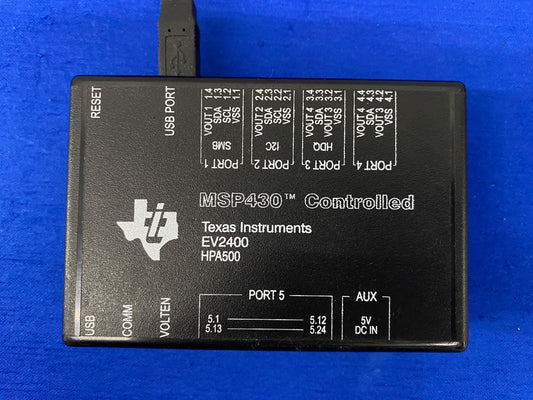 RESET
USB PORT
VOUT 1 1.4
SDA 1.3
SCL 1.2
VSS 1.1
SMB
PORT 1
VOUT 2 2.4
SDA 2.3
SCL 2.2
VSS 2.1
I2C
PORT 2
VOUT 3 3.4
SDA 3.3
VOUT 3 3.2
VSS 3.1
HDQ
PORT 3
VOUT 4 4.4
SDA 4.3
VOUT 3 4.2
VSS 4.1
PORT 4
MSP430™ Controlled
ti
Texas Instruments
EV2400
HPA500
USB
COMM
VOLTEN
PORT 5
5.1 5.12
5.13 5.24
AUX
5V
DC IN